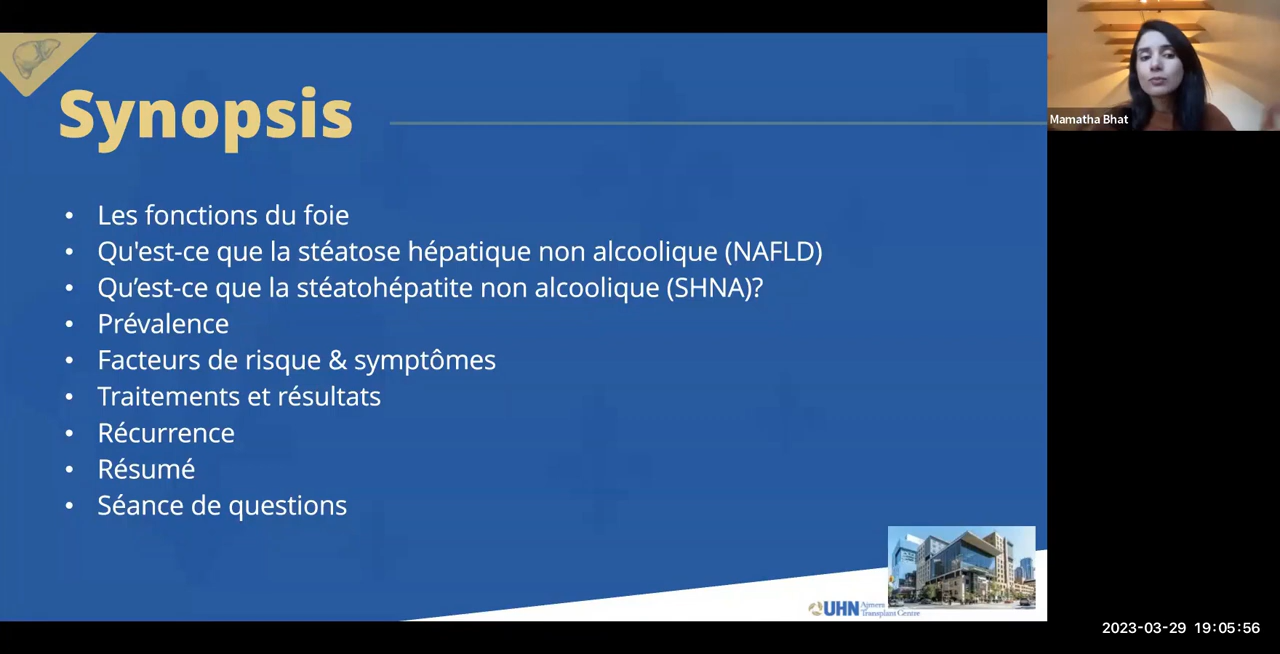 Synopsis
• Les fonctions du foie
• Qu'est-ce que la stéatose hépatique non alcoolique (NAFLD)
• Qu’est-ce que la stéatohépatite non alcoolique (SHNA)?
• Prévalence
• Facteurs de risque & symptômes
• Traitements et résultats
• Récurrence
• Résumé
• Séance de questions
Mamatha Bhat
UHN Ajmera
Transplant Centre
2023-03-29 19:05:56